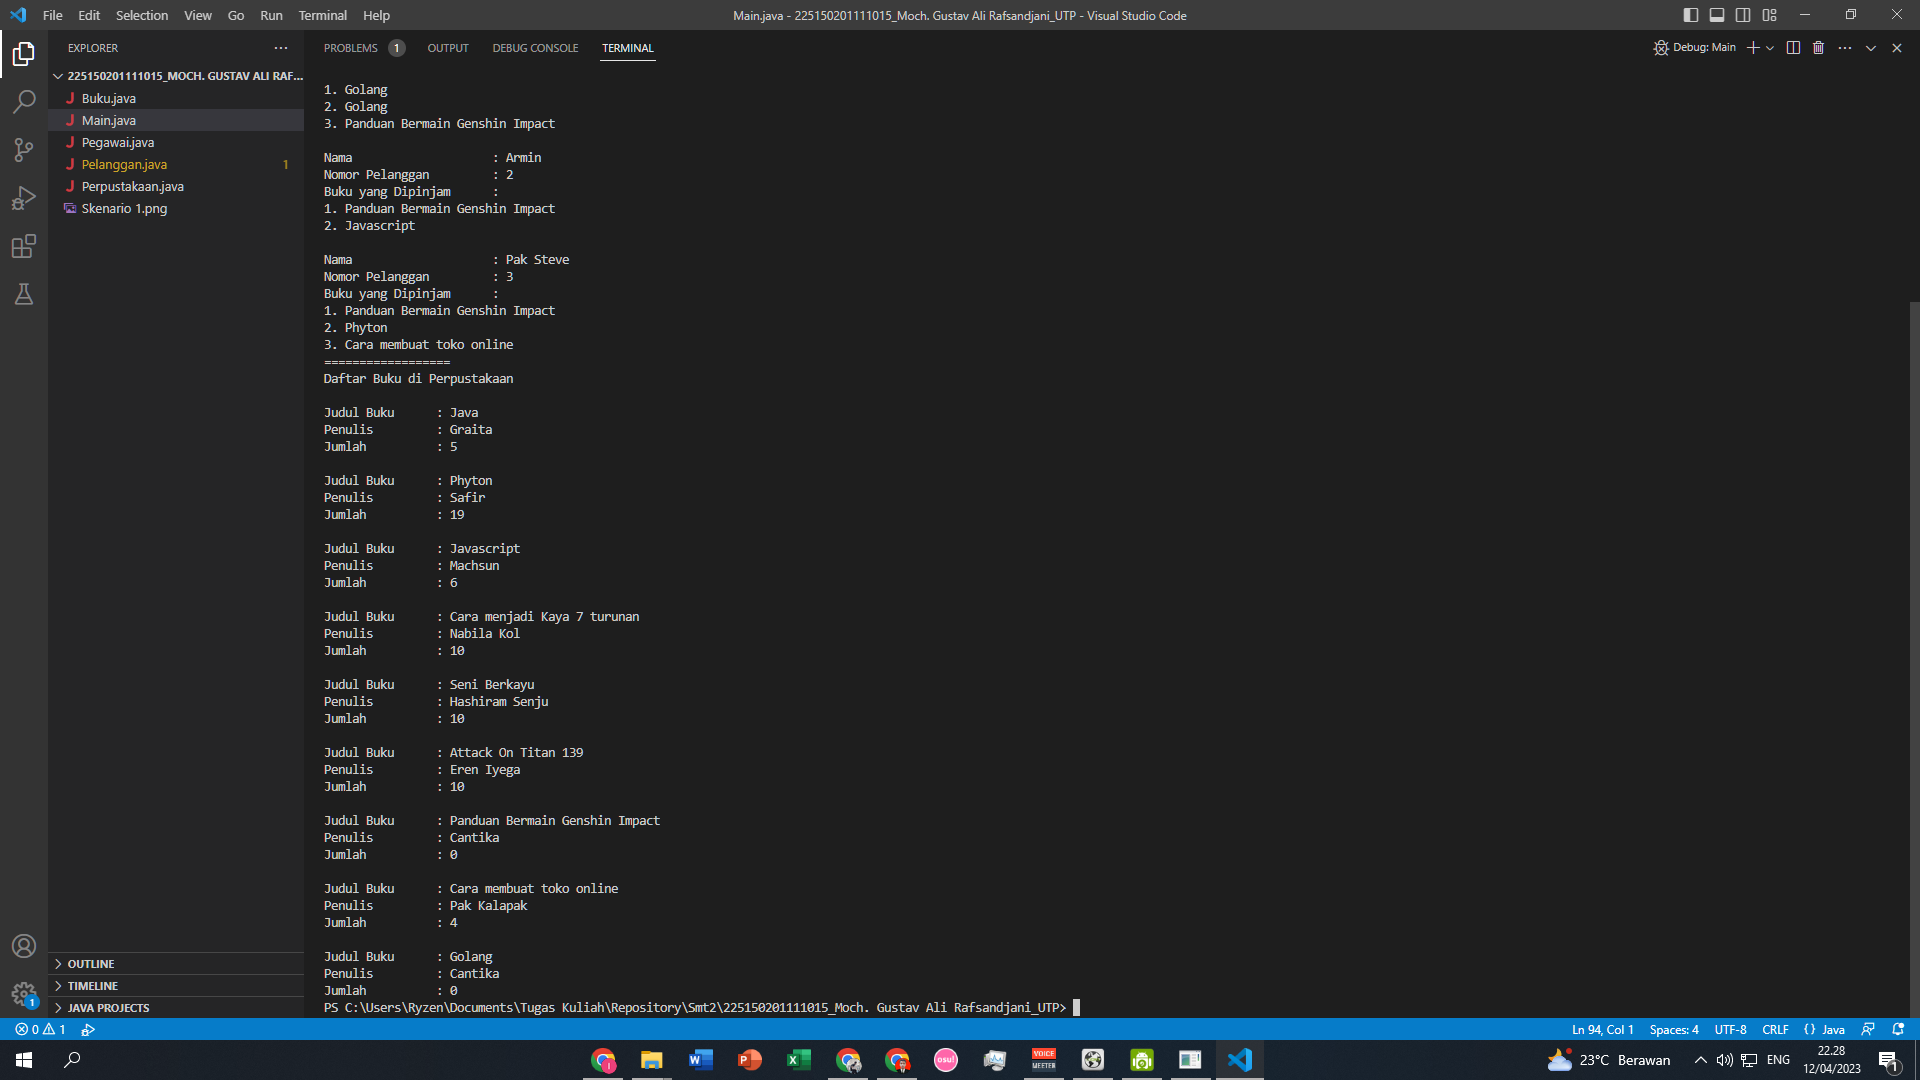 File Edit Selection View Go Run Terminal Help
Main.java - 225150201111015_Moch. Gustav Ali Rafsandjani_UTP - Visual Studio Code
EXPLORER
225150201111015_MOCH. GUSTAV ALI RAF...
Buku.java
Main.java
Pegawai.java
Pelanggan.java 1
Perpustakaan.java
Skenario 1.png
OUTLINE
TIMELINE
JAVA PROJECTS
PROBLEMS 1 OUTPUT DEBUG CONSOLE TERMINAL
Debug: Main
1. Golang
2. Golang
3. Panduan Bermain Genshin Impact
Nama : Armin
Nomor Pelanggan : 2
Buku yang Dipinjam :
1. Panduan Bermain Genshin Impact
2. Javascript
Nama : Pak Steve
Nomor Pelanggan : 3
Buku yang Dipinjam :
1. Panduan Bermain Genshin Impact
2. Phyton
3. Cara membuat toko online
==================
Daftar Buku di Perpustakaan
Judul Buku : Java
Penulis : Graita
Jumlah : 5
Judul Buku : Phyton
Penulis : Safir
Jumlah : 19
Judul Buku : Javascript
Penulis : Machsun
Jumlah : 6
Judul Buku : Cara menjadi Kaya 7 turunan
Penulis : Nabila Kol
Jumlah : 10
Judul Buku : Seni Berkayu
Penulis : Hashiram Senju
Jumlah : 10
Judul Buku : Attack On Titan 139
Penulis : Eren Iyega
Jumlah : 10
Judul Buku : Panduan Bermain Genshin Impact
Penulis : Cantika
Jumlah : 0
Judul Buku : Cara membuat toko online
Penulis : Pak Kalapak
Jumlah : 4
Judul Buku : Golang
Penulis : Cantika
Jumlah : 0
PS C:\Users\Ryzen\Documents\Tugas Kuliah\Repository\Smt2\225150201111015_Moch. Gustav Ali Rafsandjani_UTP>
1
0 1
Ln 94, Col 1 Spaces: 4 UTF-8 CRLF {} Java
osu!
VOICE MEETER
23°C Berawan
ENG
22.28
12/04/2023
1